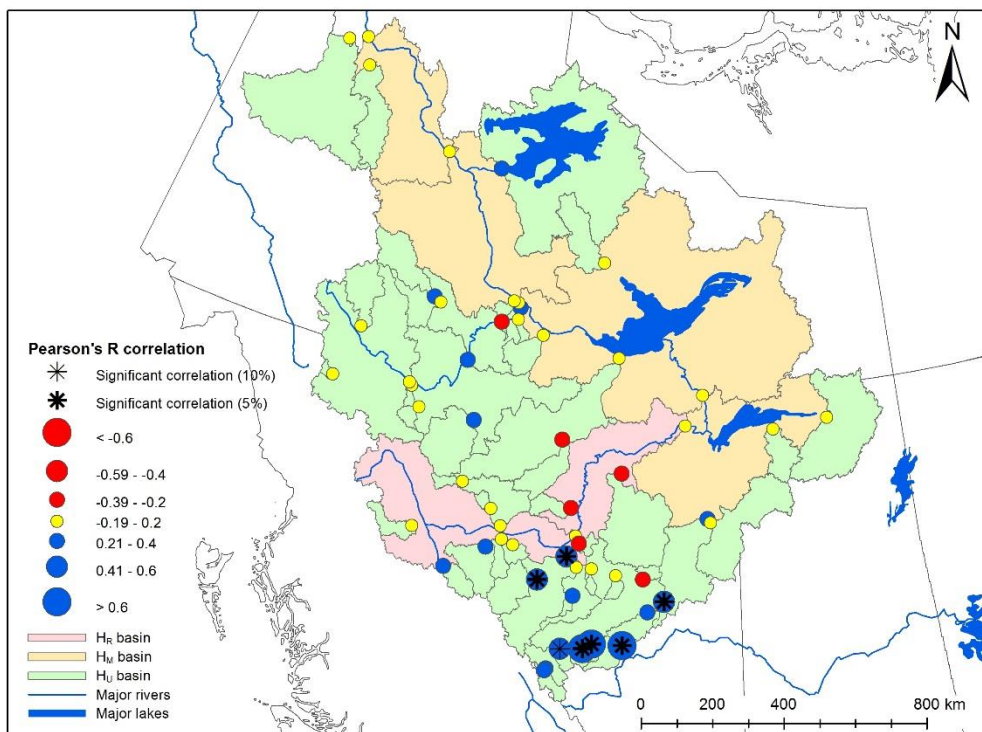 N
Pearson's R correlation
Significant correlation (10%)
Significant correlation (5%)
< -0.6
-0.59 - -0.4
-0.39 - -0.2
-0.19 - 0.2
0.21 - 0.4
0.41 - 0.6
> 0.6
HR basin
HM basin
HU basin
Major rivers
Major lakes
0 200 400 800 km